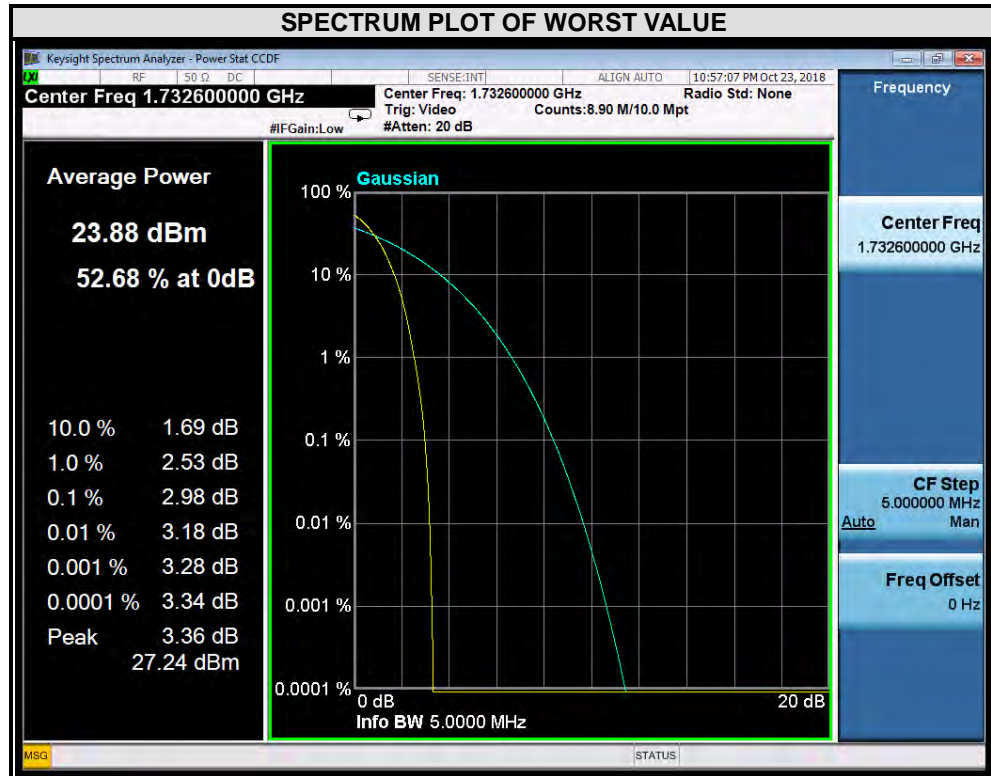 SPECTRUM PLOT OF WORST VALUE
Keysight Spectrum Analyzer - Power Stat CCDF
LXI RF 50 Ω DC SENSE:INT ALIGN AUTO 10:57:07 PM Oct 23, 2018
Center Freq 1.732600000 GHz
Center Freq: 1.732600000 GHz Radio Std: None
Trig: Video Counts:8.90 M/10.0 Mpt
#IFGain:Low #Atten: 20 dB
Average Power
23.88 dBm
52.68 % at 0dB
10.0 % 1.69 dB
1.0 % 2.53 dB
0.1 % 2.98 dB
0.01 % 3.18 dB
0.001 % 3.28 dB
0.0001 % 3.34 dB
Peak 3.36 dB
27.24 dBm
Gaussian
100 %
10 %
1 %
0.1 %
0.01 %
0.001 %
0.0001 %
0 dB 20 dB
Info BW 5.0000 MHz
Frequency
Center Freq
1.732600000 GHz
CF Step
5.000000 MHz
Auto Man
Freq Offset
0 Hz
MSG STATUS